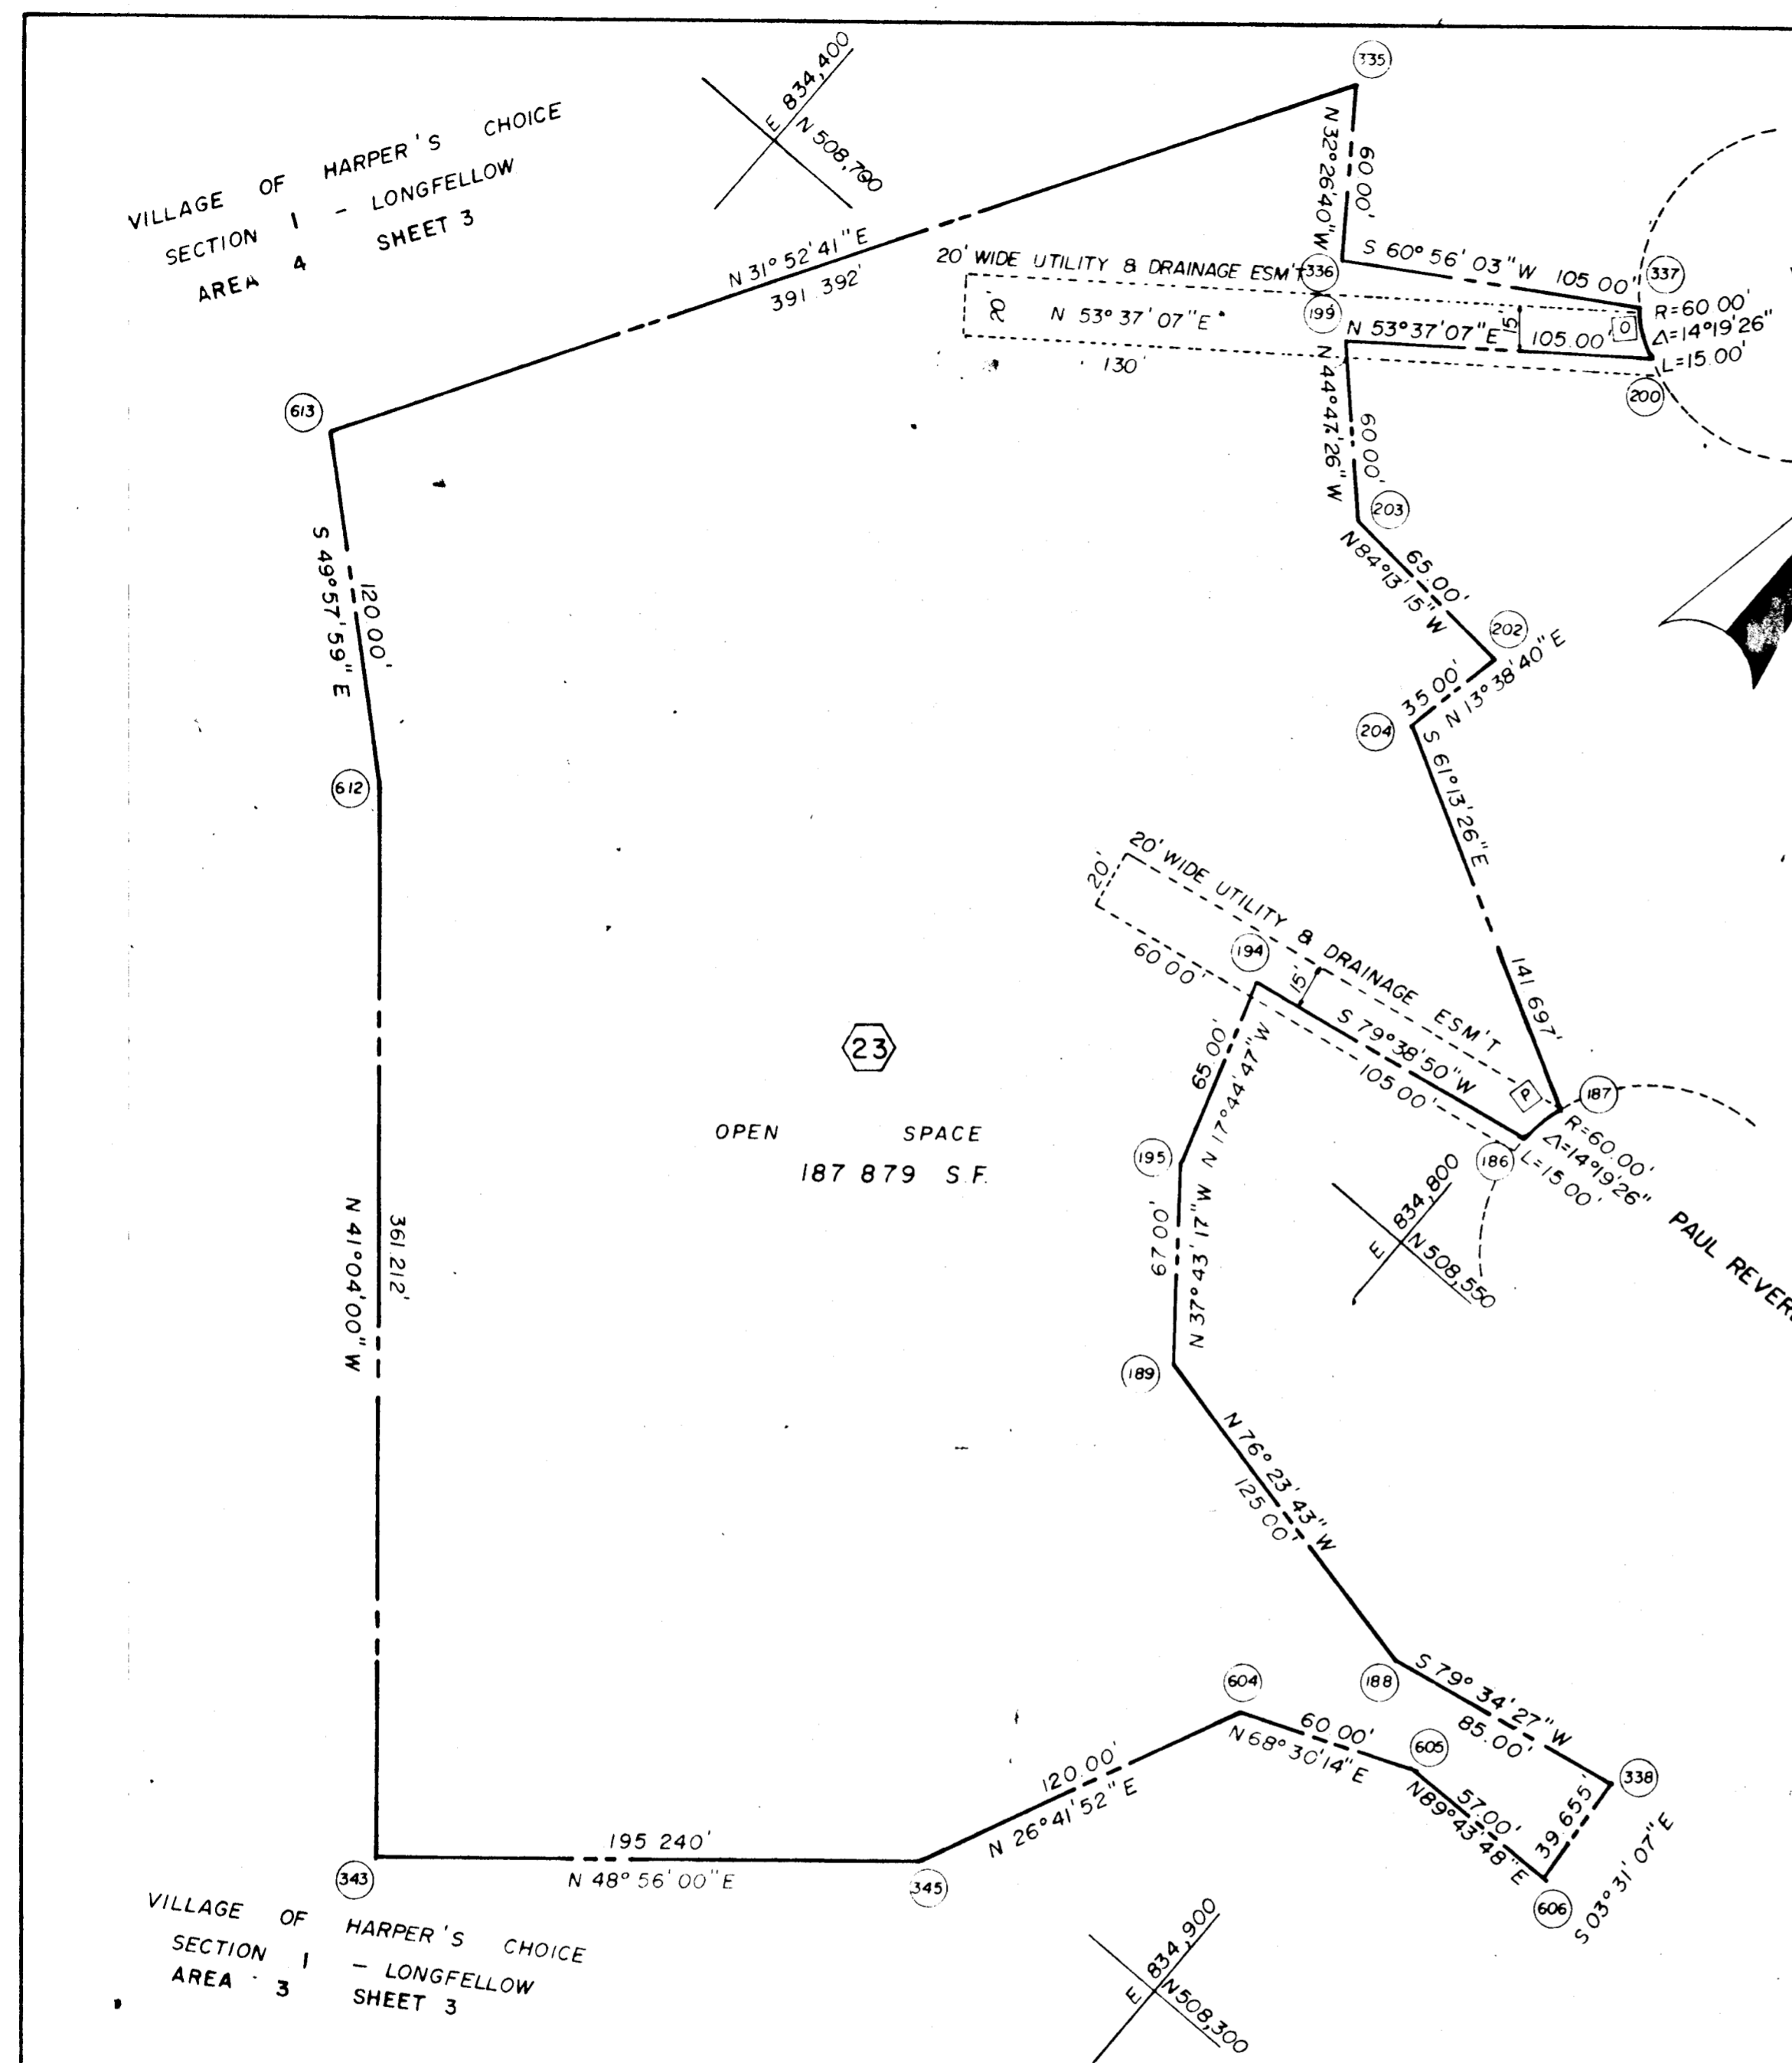 335
E 834,400
N 508,700
VILLAGE OF HARPER'S CHOICE
SECTION 1 - LONGFELLOW
AREA 4 SHEET 3
N 32° 26' 40" W
60 00'
N 31° 52' 41" E
391 392'
S 60° 56' 03" W 105 00'
337
20' WIDE UTILITY & DRAINAGE ESM'T
336
R=60 00'
Δ=14°19'26"
L=15.00'
20'
N 53° 37' 07" E
199
N 53° 37' 07" E
15
105.00'
O
130'
200
N 44° 47' 26" W
60 00'
613
203
S 49° 57' 59" E
120.00'
N 84° 13' 15" W
65.00'
202
35 00'
N 13° 38' 40" E
204
612
S 61° 13' 26" E
141 697'
20' WIDE UTILITY & DRAINAGE ESM'T
20'
60 00'
194
15'
S 79° 38' 50" W
105 00'
P
187
R=60.00'
Δ=14°19'26"
L=15 00'
186
23
OPEN SPACE
187 879 S.F.
65.00'
N 17° 44' 47" W
195
67 00'
N 37° 43' 17" W
E 834,800
N 508,550
PAUL REVER
N 41° 04' 00" W
361.212'
189
N 76° 23' 43" W
125 00'
188
S 79° 34' 27" W
85.00'
604
60 00'
N 68° 30' 14" E
605
338
57.00'
N 89° 43' 48" E
39.655'
S 03° 31' 07" E
606
120.00'
N 26° 41' 52" E
195 240'
N 48° 56' 00" E
343
345
VILLAGE OF HARPER'S CHOICE
SECTION 1 - LONGFELLOW
AREA 3 SHEET 3
E 834,900
N 508,300